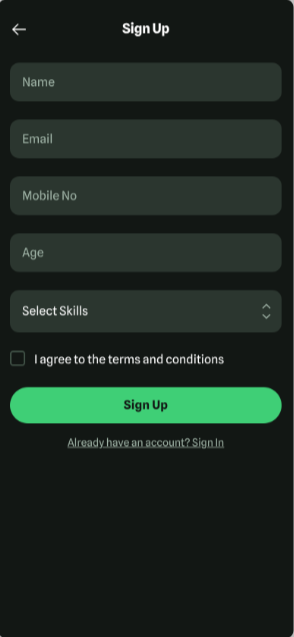 Sign Up
Name
Email
Mobile No
Age
Select Skills
I agree to the terms and conditions
Sign Up
Already have an account? Sign In